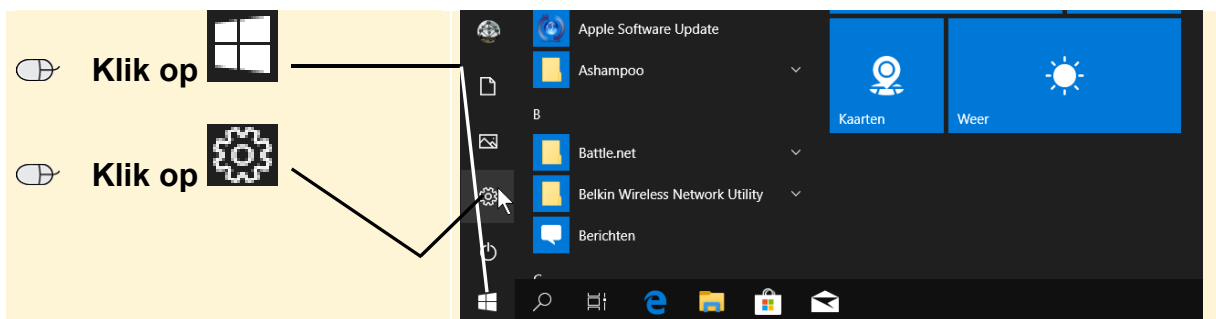 Klik op
Klik op
Apple Software Update
Ashampoo
B
Battle.net
Belkin Wireless Network Utility
Berichten
Kaarten
Weer